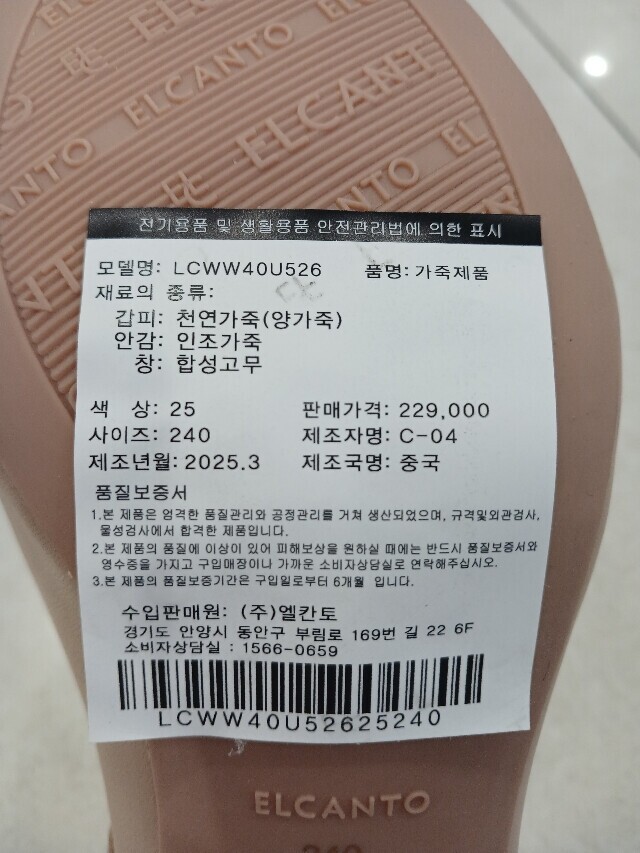 ELCANTO
EC ELCANTO
ELCANT
ELCANTO
EC ELCANTO
EL
ANTO
전기용품 및 생활용품 안전관리법에 의한 표시
모델명: LCWW40U526 품명: 가죽제품
재료의 종류:
갑피: 천연가죽(양가죽)
안감: 인조가죽
창: 합성고무
색 상: 25 판매가격: 229,000
사이즈: 240 제조자명: C-04
제조년월: 2025.3 제조국명: 중국
품질보증서
1.본 제품은 엄격한 품질관리와 공정관리를 거쳐 생산되었으며, 규격및외관검사,
물성검사에서 합격한 제품입니다.
2.본 제품의 품질에 이상이 있어 피해보상을 원하실 때에는 반드시 품질보증서와
영수증을 가지고 구입매장이나 가까운 소비자상담실로 연락해주십시오.
3.본 제품의 품질보증기간은 구입일로부터 6개월 입니다.
수입판매원: (주)엘칸토
경기도 안양시 동안구 부림로 169번 길 22 6F
소비자상담실 : 1566-0659
LCWW40U52625240
ELCANTO
240